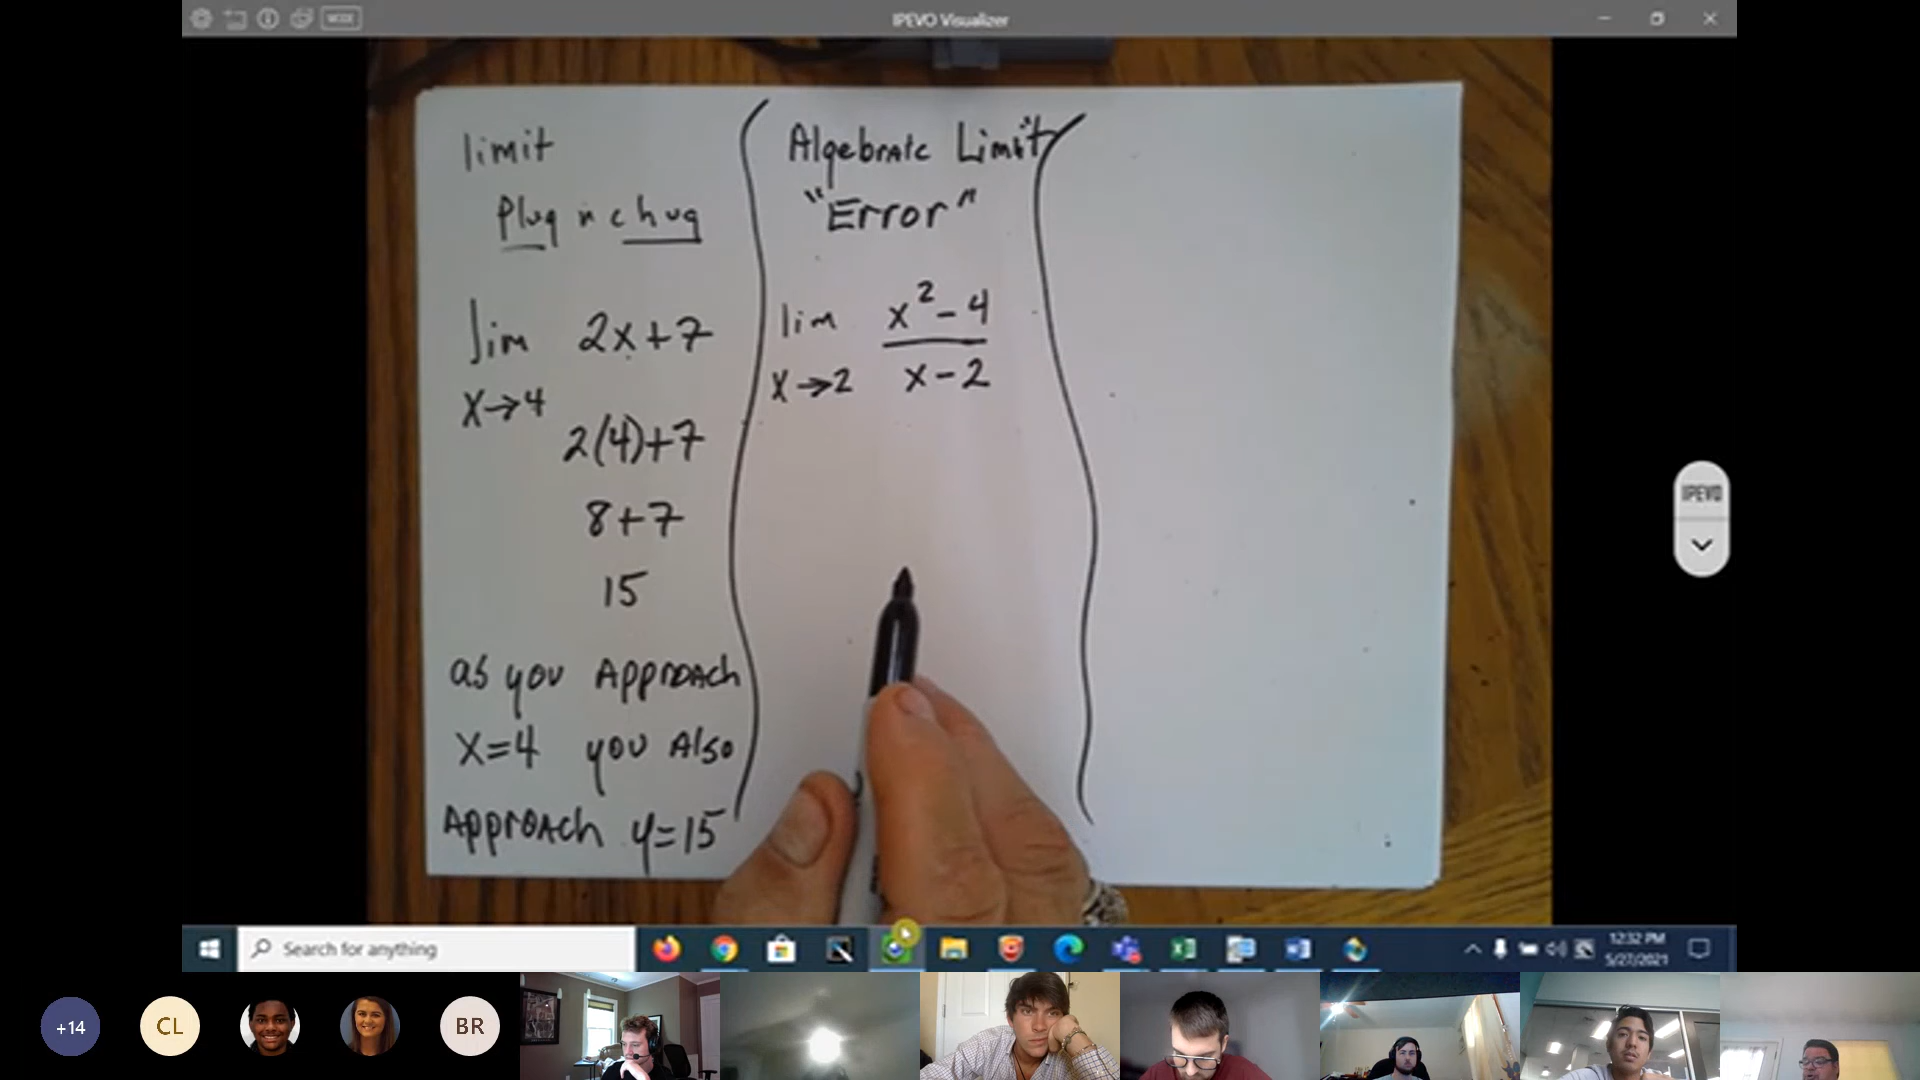 MODE
IPEVO Visualizer
limit
Plug n chug
lim 2x+7
x→4
2(4)+7
8+7
15
as you Approach
x=4 you Also
Approach y=15
Algebraic Limit
"Error"
lim x²-4
x→2 x-2
IPEVO
Search for anything
12:32 PM
5/27/2021
+14
CL
BR